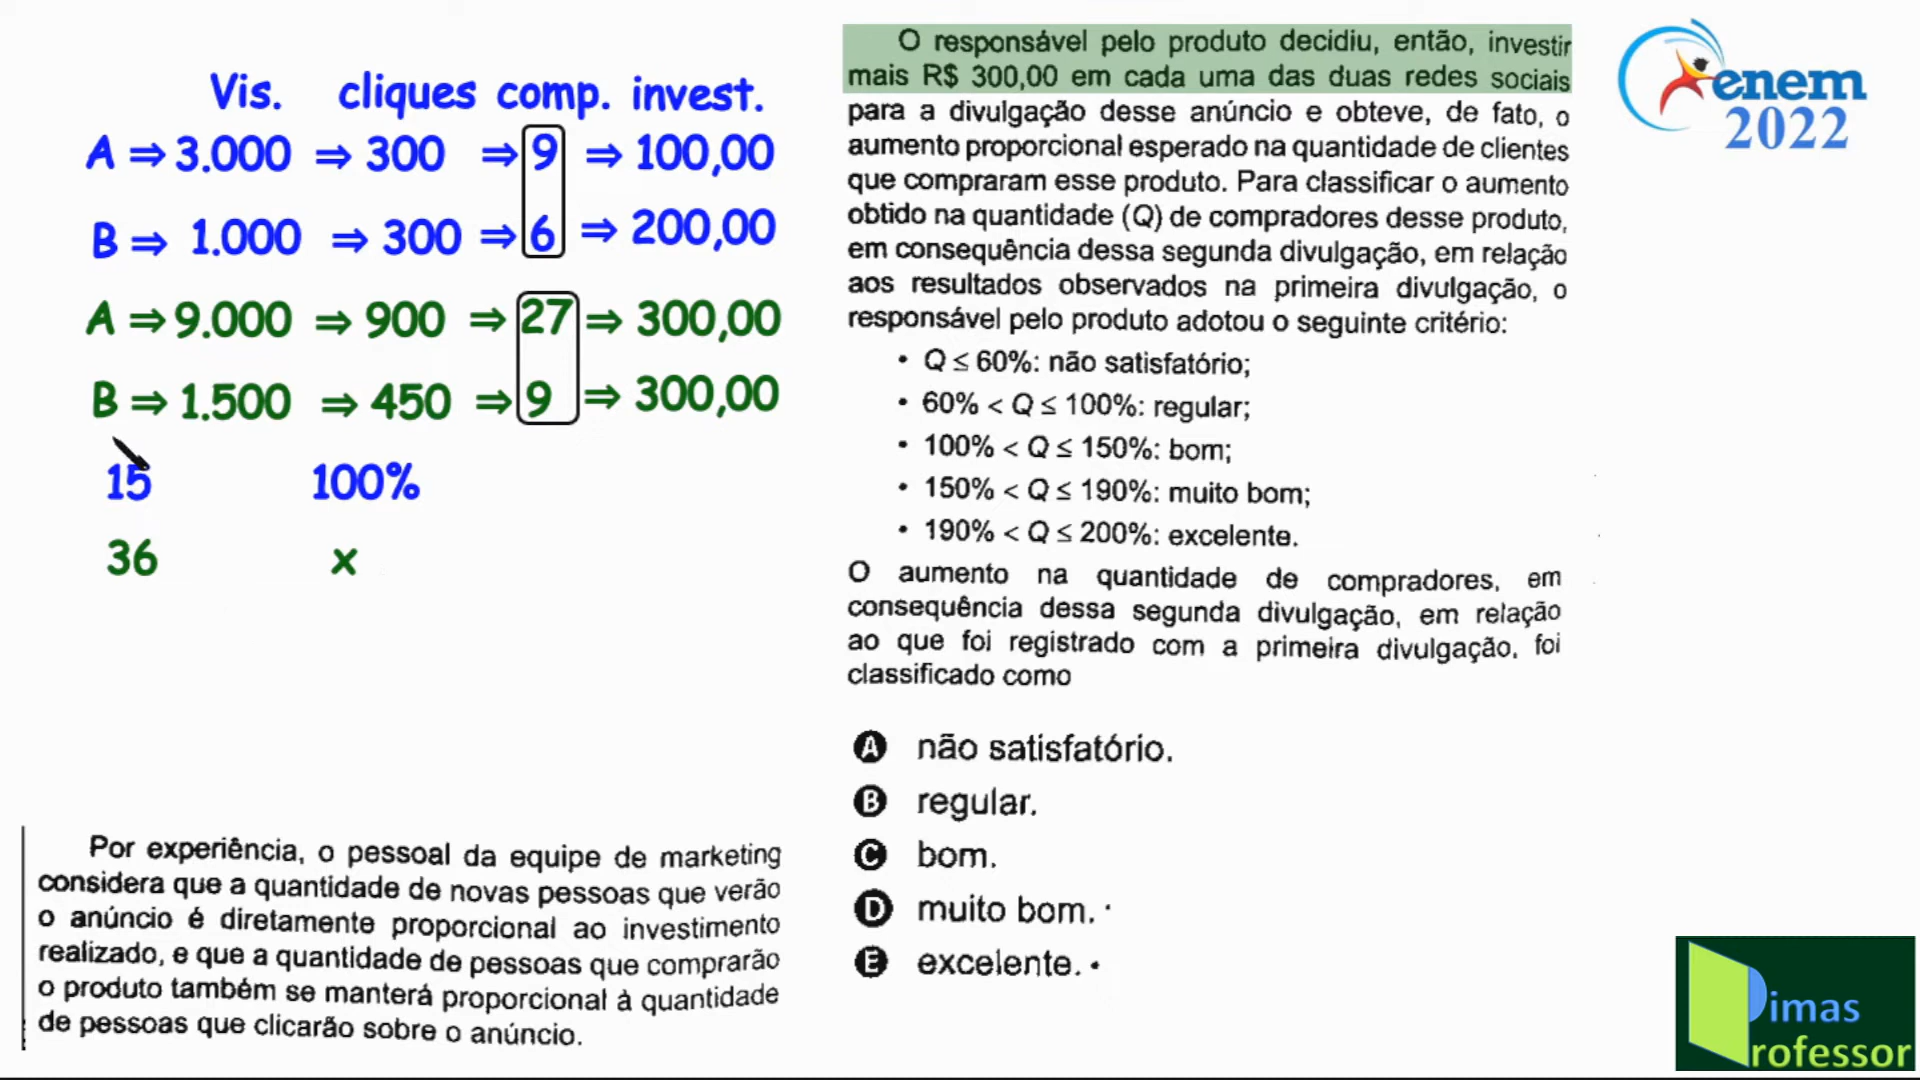 Vis. cliques comp. invest.
A ⇒ 3.000 ⇒ 300 ⇒ 9 ⇒ 100,00
B ⇒ 1.000 ⇒ 300 ⇒ 6 ⇒ 200,00
A ⇒ 9.000 ⇒ 900 ⇒ 27 ⇒ 300,00
B ⇒ 1.500 ⇒ 450 ⇒ 9 ⇒ 300,00
15 100%
36 x
Por experiência, o pessoal da equipe de marketing
considera que a quantidade de novas pessoas que verão
o anúncio é diretamente proporcional ao investimento
realizado, e que a quantidade de pessoas que comprarão
o produto também se manterá proporcional à quantidade
de pessoas que clicarão sobre o anúncio.
O responsável pelo produto decidiu, então, investir
mais R$ 300,00 em cada uma das duas redes sociais
para a divulgação desse anúncio e obteve, de fato, o
aumento proporcional esperado na quantidade de clientes
que compraram esse produto. Para classificar o aumento
obtido na quantidade (Q) de compradores desse produto,
em consequência dessa segunda divulgação, em relação
aos resultados observados na primeira divulgação, o
responsável pelo produto adotou o seguinte critério:
• Q ≤ 60%: não satisfatório;
• 60% < Q ≤ 100%: regular;
• 100% < Q ≤ 150%: bom;
• 150% < Q ≤ 190%: muito bom;
• 190% < Q ≤ 200%: excelente.
O aumento na quantidade de compradores, em
consequência dessa segunda divulgação, em relação
ao que foi registrado com a primeira divulgação, foi
classificado como
A não satisfatório.
B regular.
C bom.
D muito bom.
E excelente.
enem
2022
Dimas
Professor